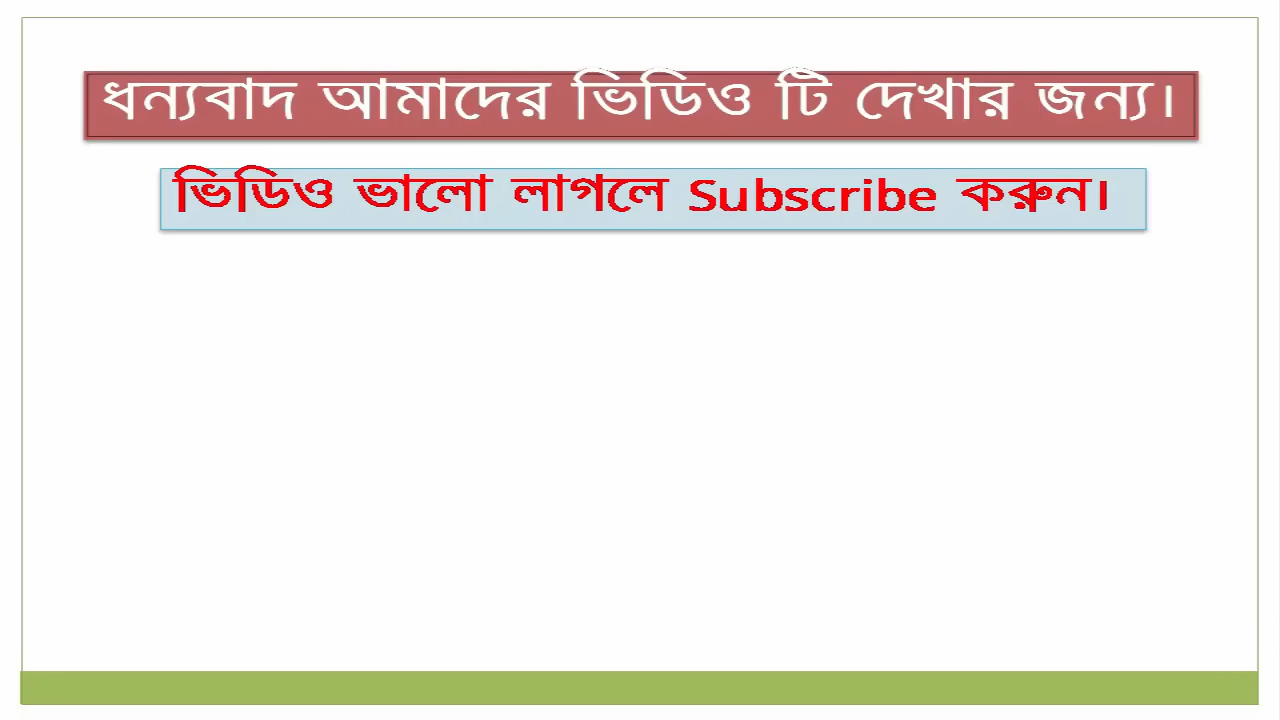 ধন্যবাদ আমাদের ভিডিও টি দেখার জন্য।
ভিডিও ভালো লাগলে Subscribe করুন।